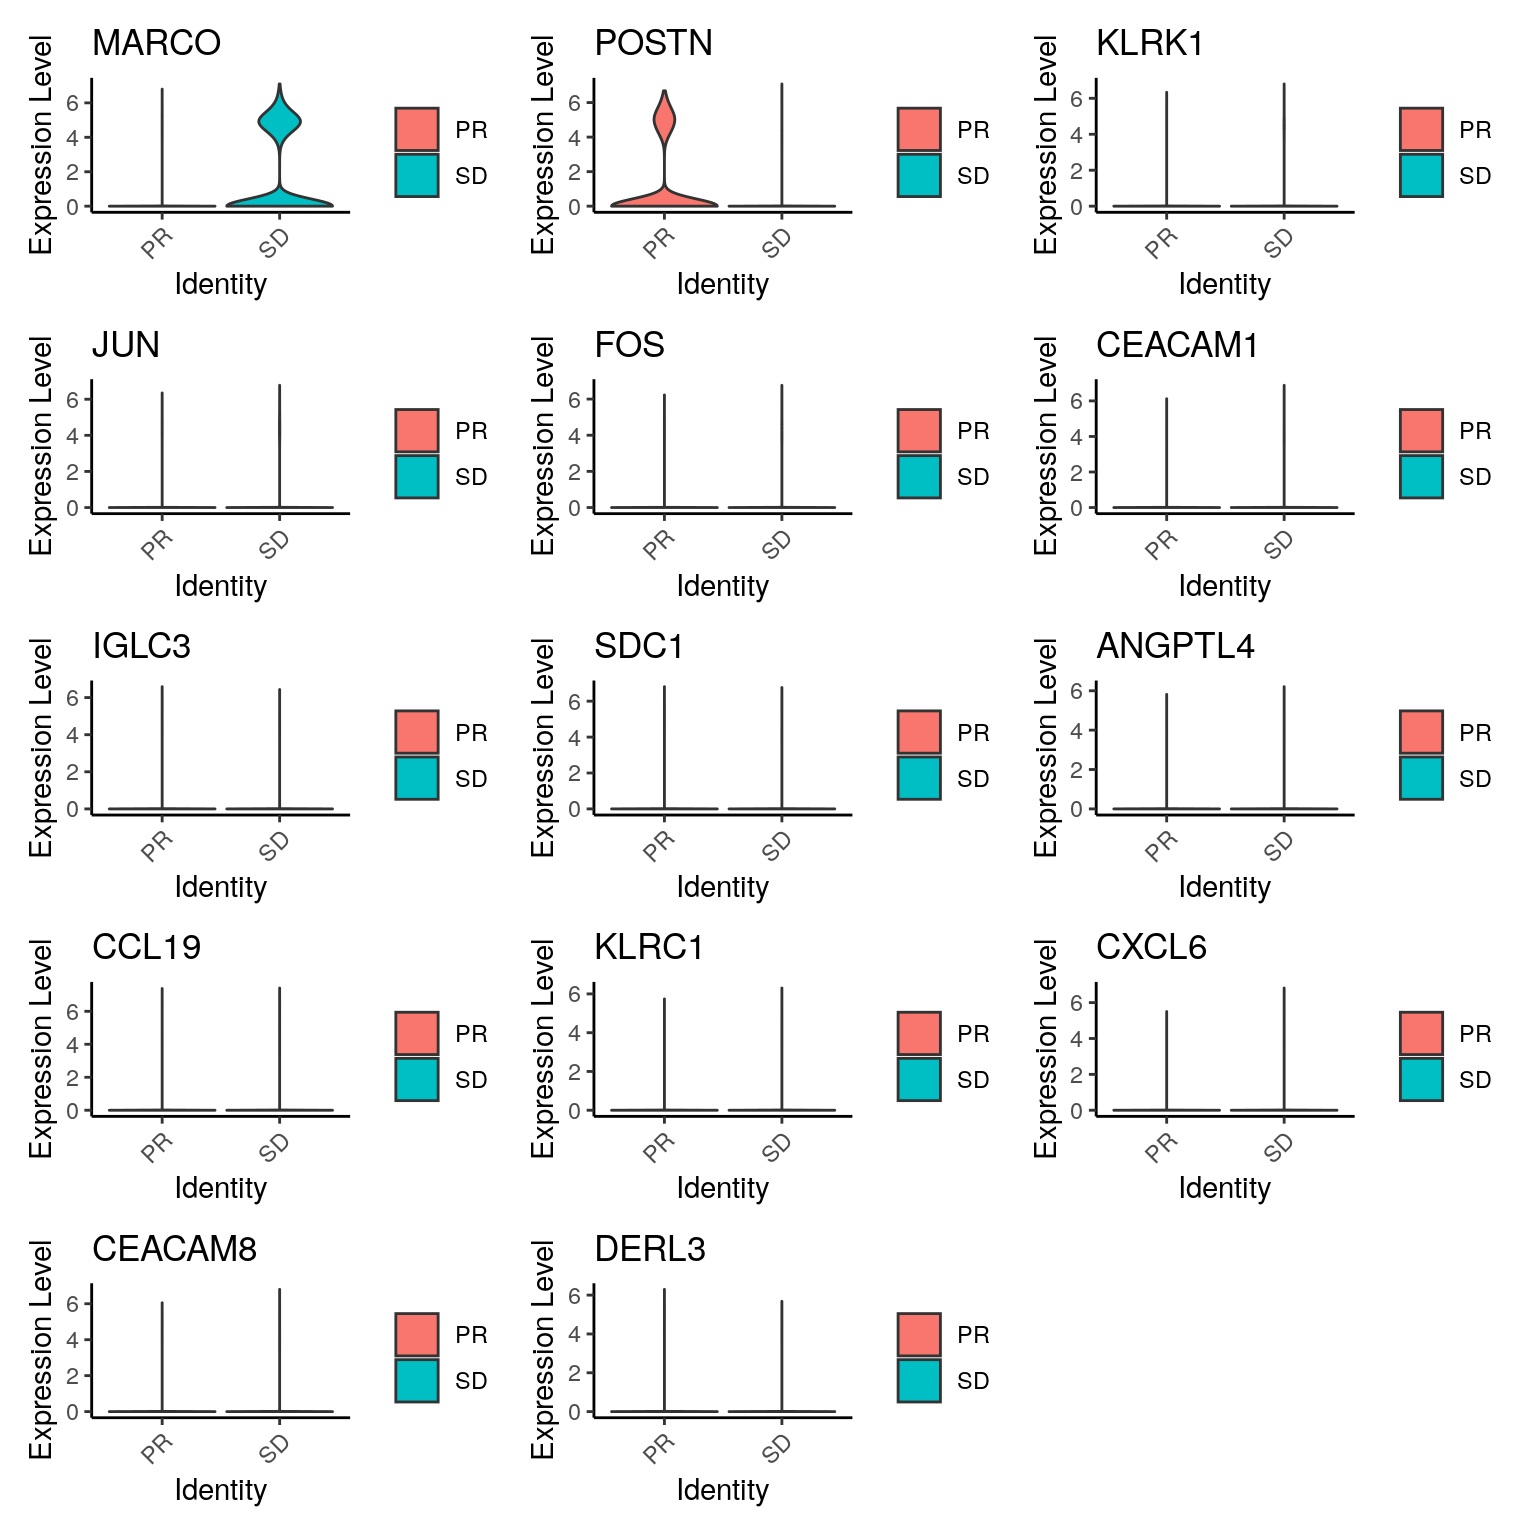 MARCO
Expression Level
6
4
2
0
PR
SD
Identity
PR
SD
POSTN
Expression Level
6
4
2
0
PR
SD
Identity
PR
SD
KLRK1
Expression Level
6
4
2
0
PR
SD
Identity
PR
SD
JUN
Expression Level
6
4
2
0
PR
SD
Identity
PR
SD
FOS
Expression Level
6
4
2
0
PR
SD
Identity
PR
SD
CEACAM1
Expression Level
6
4
2
0
PR
SD
Identity
PR
SD
IGLC3
Expression Level
6
4
2
0
PR
SD
Identity
PR
SD
SDC1
Expression Level
6
4
2
0
PR
SD
Identity
PR
SD
ANGPTL4
Expression Level
6
4
2
0
PR
SD
Identity
PR
SD
CCL19
Expression Level
6
4
2
0
PR
SD
Identity
PR
SD
KLRC1
Expression Level
6
4
2
0
PR
SD
Identity
PR
SD
CXCL6
Expression Level
6
4
2
0
PR
SD
Identity
PR
SD
CEACAM8
Expression Level
6
4
2
0
PR
SD
Identity
PR
SD
DERL3
Expression Level
6
4
2
0
PR
SD
Identity
PR
SD